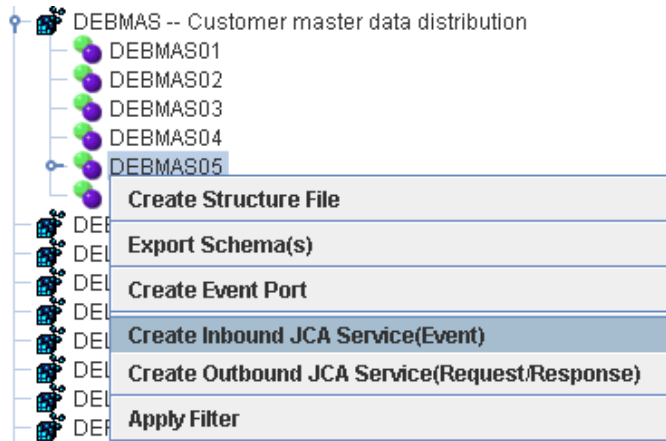 DEBMAS -- Customer master data distribution
DEBMAS01
DEBMAS02
DEBMAS03
DEBMAS04
DEBMAS05
Create Structure File
Export Schema(s)
Create Event Port
Create Inbound JCA Service(Event)
Create Outbound JCA Service(Request/Response)
Apply Filter